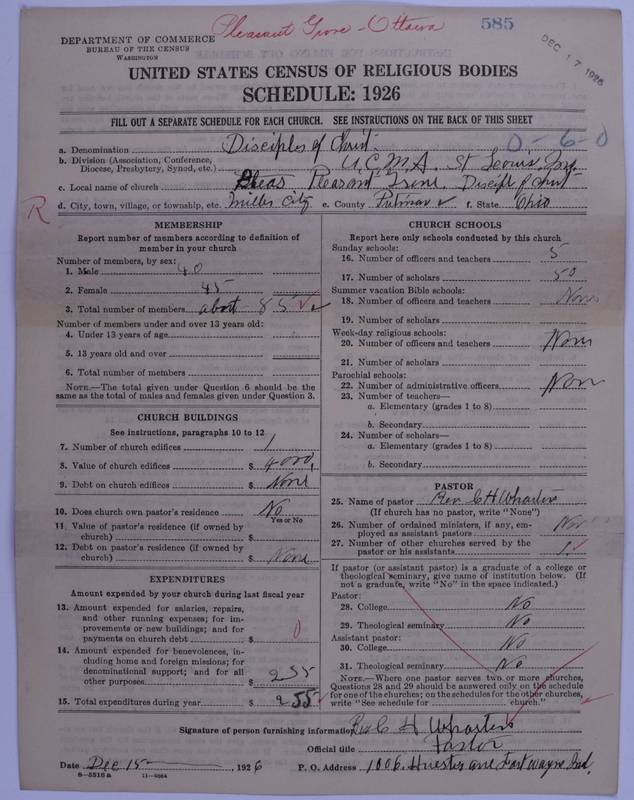 Pleasant Grove - Ottawa
585
DEC 17 1926
DEPARTMENT OF COMMERCE
BUREAU OF THE CENSUS
WASHINGTON
UNITED STATES CENSUS OF RELIGIOUS BODIES
SCHEDULE: 1926
FILL OUT A SEPARATE SCHEDULE FOR EACH CHURCH. SEE INSTRUCTIONS ON THE BACK OF THIS SHEET
a. Denomination Disciples of Christ 0-6-0
b. Division (Association, Conference, Diocese, Presbytery, Synod, etc.) U.C.M.A. St Louis,
c. Local name of church Pleasant Grove. Disciples of Christ
R
d. City, town, village, or township, etc. Miller City e. County Putnam f. State Ohio
MEMBERSHIP
Report number of members according to definition of
member in your church
Number of members, by sex:
1. Male 40
2. Female 45
3. Total number of members about 85
Number of members under and over 13 years old:
4. Under 13 years of age
5. 13 years old and over
6. Total number of members
NOTE.—The total given under Question 6 should be the
same as the total of males and females given under Question 3.
CHURCH BUILDINGS
See instructions, paragraphs 10 to 12
7. Number of church edifices 1
8. Value of church edifices $ 4000.
9. Debt on church edifices $ None
10. Does church own pastor's residence No
Yes or No
11. Value of pastor's residence (if owned by
church) $
12. Debt on pastor's residence (if owned by
church) $ None
EXPENDITURES
Amount expended by your church during last fiscal year
13. Amount expended for salaries, repairs,
and other running expenses; for im-
provements or new buildings; and for
payments on church debt $ 0
14. Amount expended for benevolences, in-
cluding home and foreign missions; for
denominational support; and for all
other purposes $ 255
15. Total expenditures during year $ 255
CHURCH SCHOOLS
Report here only schools conducted by this church
Sunday schools:
16. Number of officers and teachers 5
17. Number of scholars 50
Summer vacation Bible schools:
18. Number of officers and teachers None
19. Number of scholars
Week-day religious schools:
20. Number of officers and teachers None
21. Number of scholars
Parochial schools:
22. Number of administrative officers None
23. Number of teachers—
a. Elementary (grades 1 to 8)
b. Secondary
24. Number of scholars—
a. Elementary (grades 1 to 8)
b. Secondary
PASTOR
25. Name of pastor Rev. C H Wharton
(If church has no pastor, write "None")
26. Number of ordained ministers, if any, em-
ployed as assistant pastors No
27. Number of other churches served by the
pastor or his assistants 1
If pastor (or assistant pastor) is a graduate of a college or
theological seminary, give name of institution below. (If
not a graduate, write "No" in the space indicated.)
Pastor:
28. College No
29. Theological seminary No
Assistant pastor:
30. College No
31. Theological seminary No
NOTE.—Where one pastor serves two or more churches,
Questions 28 and 29 should be answered only on the schedule
for one of the churches; on the schedules for the other churches,
write "See schedule for church."
Signature of person furnishing information Rev C H Wharton
Official title Pastor
Date Dec 15, 1926 P. O. Address 1006, Huestis ave Fort Wayne Ind.
8—5518 a 11—9064